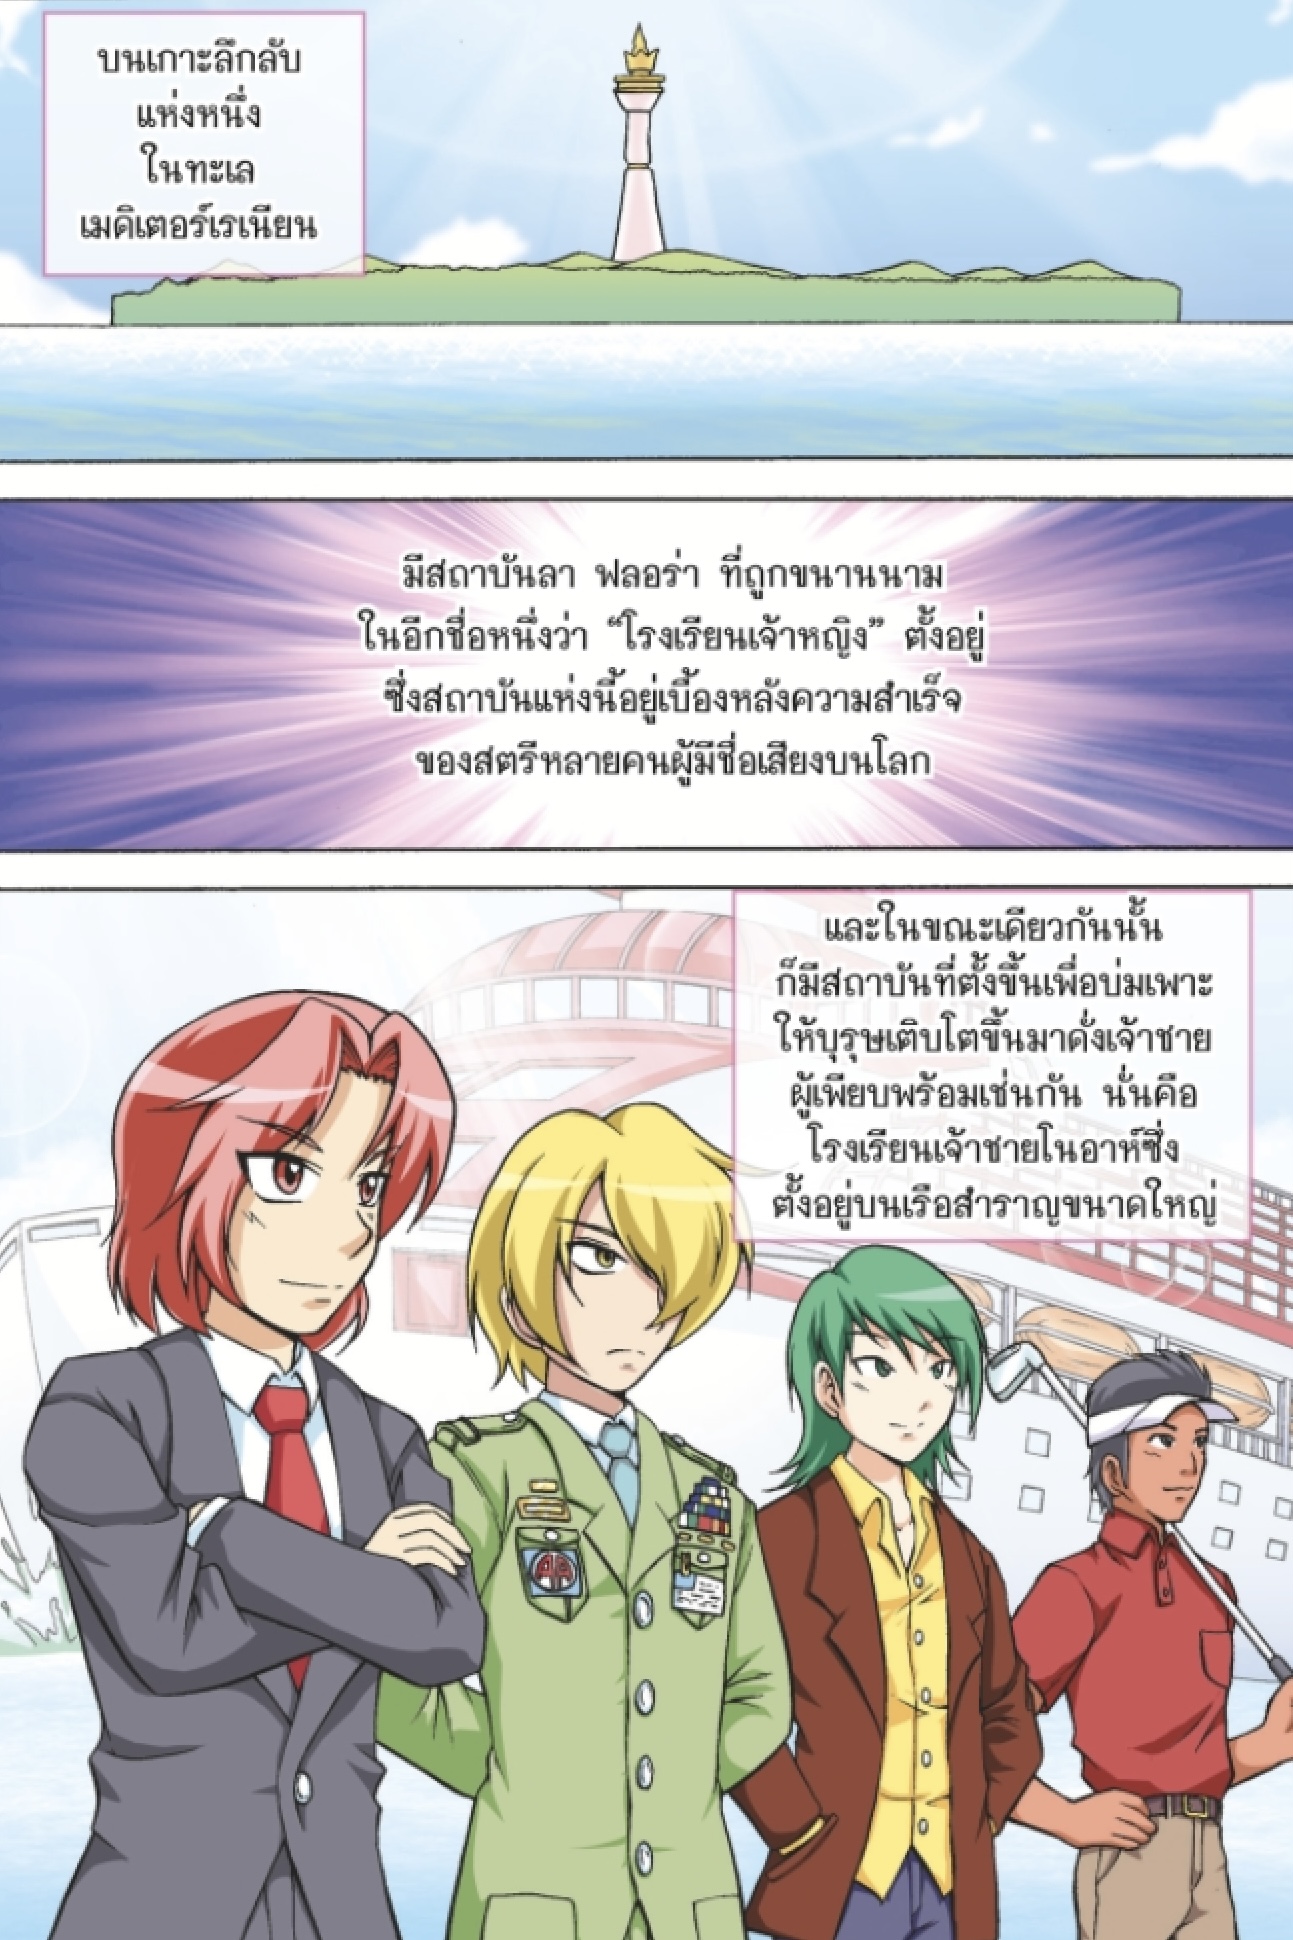 บนเกาะลึกลับ
แห่งหนึ่ง
ในทะเล
เมดิเตอร์เรเนียน
มีสถาบันลา ฟลอร่า ที่ถูกขนานนาม
ในอีกชื่อหนึ่งว่า “โรงเรียนเจ้าหญิง” ตั้งอยู่
ซึ่งสถาบันแห่งนี้อยู่เบื้องหลังความสำเร็จ
ของสตรีหลายคนผู้มีชื่อเสียงบนโลก
และในขณะเดียวกันนั้น
ก็มีสถาบันที่ตั้งขึ้นเพื่อบ่มเพาะ
ให้บุรุษเติบโตขึ้นมาดั่งเจ้าชาย
ผู้เพียบพร้อมเช่นกัน นั่นคือ
โรงเรียนเจ้าชายโนอาห์ซึ่ง
ตั้งอยู่บนเรือสำราญขนาดใหญ่